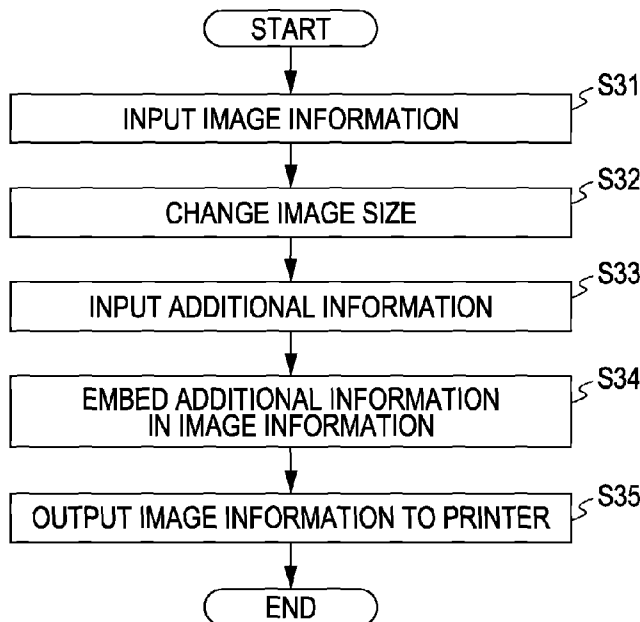 START
S31
INPUT IMAGE INFORMATION
S32
CHANGE IMAGE SIZE
S33
INPUT ADDITIONAL INFORMATION
S34
EMBED ADDITIONAL INFORMATION
IN IMAGE INFORMATION
S35
OUTPUT IMAGE INFORMATION TO PRINTER
END